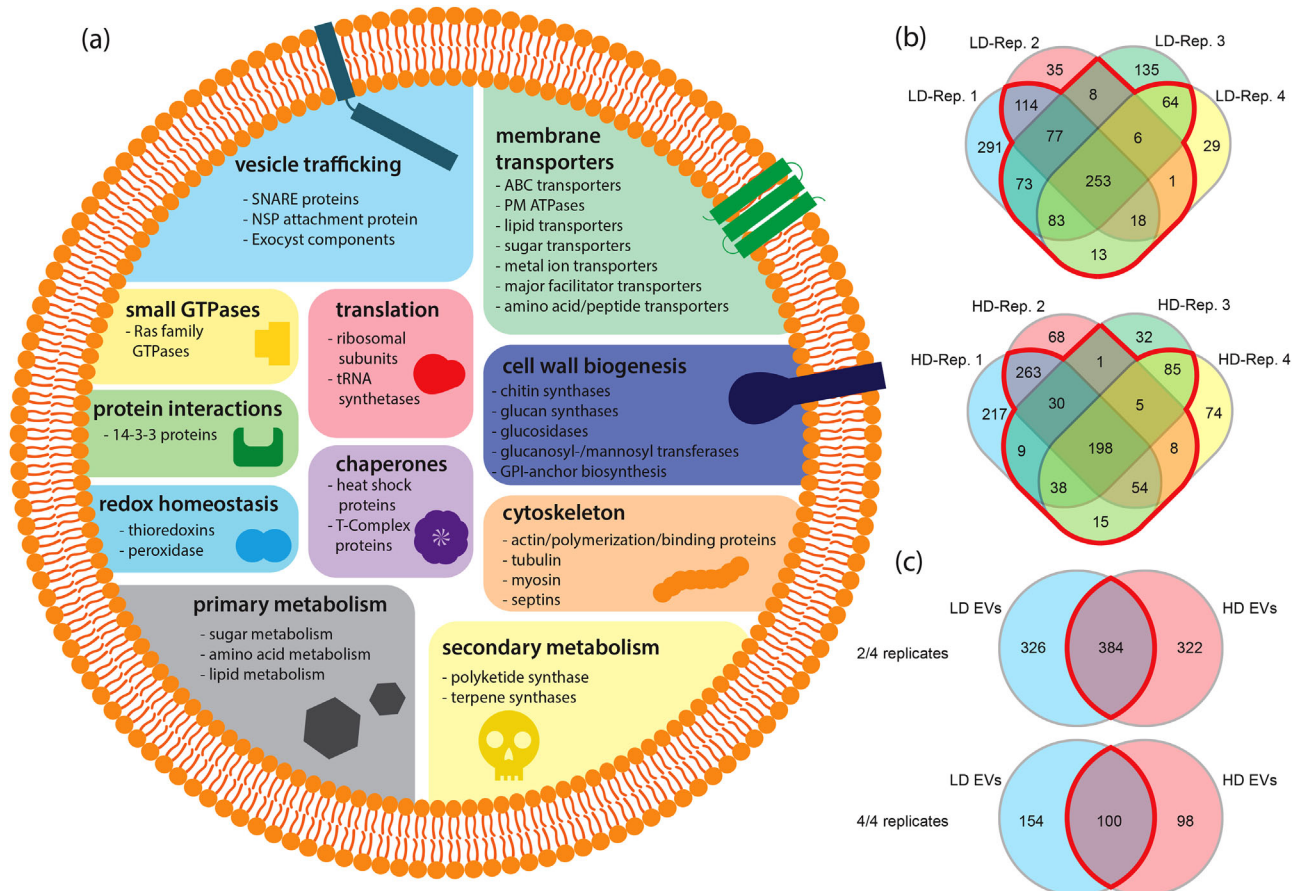 (a)
vesicle trafficking
- SNARE proteins
- NSP attachment protein
- Exocyst components
membrane
transporters
- ABC transporters
- PM ATPases
- lipid transporters
- sugar transporters
- metal ion transporters
- major facilitator transporters
- amino acid/peptide transporters
small GTPases
- Ras family
GTPases
translation
- ribosomal
subunits
- tRNA
synthetases
cell wall biogenesis
- chitin synthases
- glucan synthases
- glucosidases
- glucanosyl-/mannosyl transferases
- GPI-anchor biosynthesis
protein interactions
- 14-3-3 proteins
chaperones
- heat shock
proteins
- T-Complex
proteins
redox homeostasis
- thioredoxins
- peroxidase
cytoskeleton
- actin/polymerization/binding proteins
- tubulin
- myosin
- septins
primary metabolism
- sugar metabolism
- amino acid metabolism
- lipid metabolism
secondary metabolism
- polyketide synthase
- terpene synthases
(b)
LD-Rep. 2
LD-Rep. 3
LD-Rep. 1
LD-Rep. 4
35
135
114
8
64
291
77
6
29
73
253
1
83
18
13
HD-Rep. 2
HD-Rep. 3
HD-Rep. 1
HD-Rep. 4
68
32
263
1
85
217
30
5
74
9
198
8
38
54
15
(c)
LD EVs
HD EVs
326
384
322
2/4 replicates
LD EVs
HD EVs
154
100
98
4/4 replicates